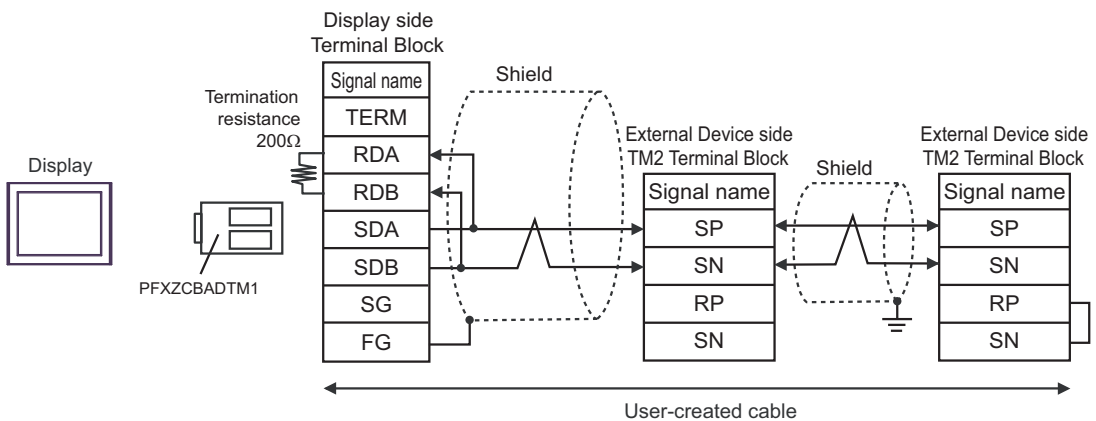 Display side
Terminal Block
Signal name
TERM
RDA
RDB
SDA
SDB
SG
FG
Termination
resistance
200Ω
Display
PFXZCBADTM1
Shield
External Device side
TM2 Terminal Block
Signal name
SP
SN
RP
SN
Shield
External Device side
TM2 Terminal Block
Signal name
SP
SN
RP
SN
User-created cable